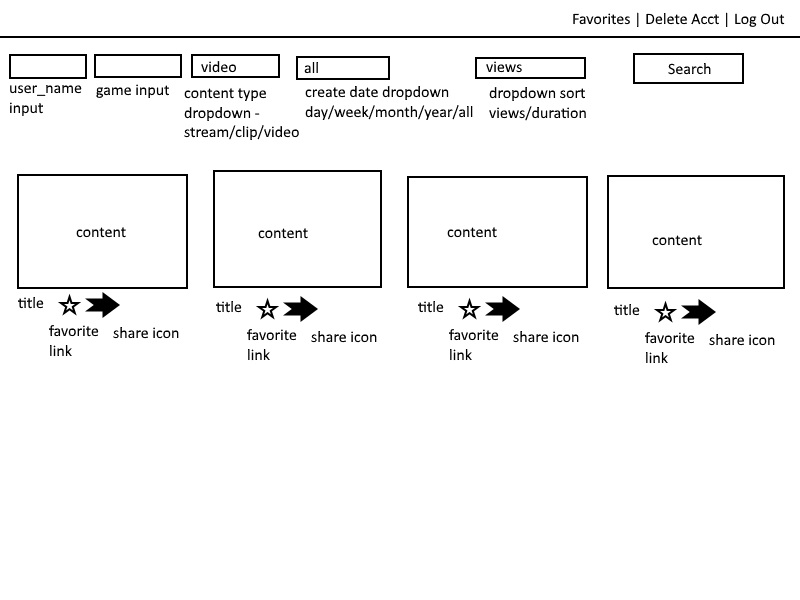 Favorites | Delete Acct | Log Out
video
all
views
Search
user_name
input
game input
content type
dropdown -
stream/clip/video
create date dropdown
day/week/month/year/all
dropdown sort
views/duration
content
content
content
content
title
favorite
link
share icon
title
favorite
link
share icon
title
favorite
link
share icon
title
favorite
link
share icon